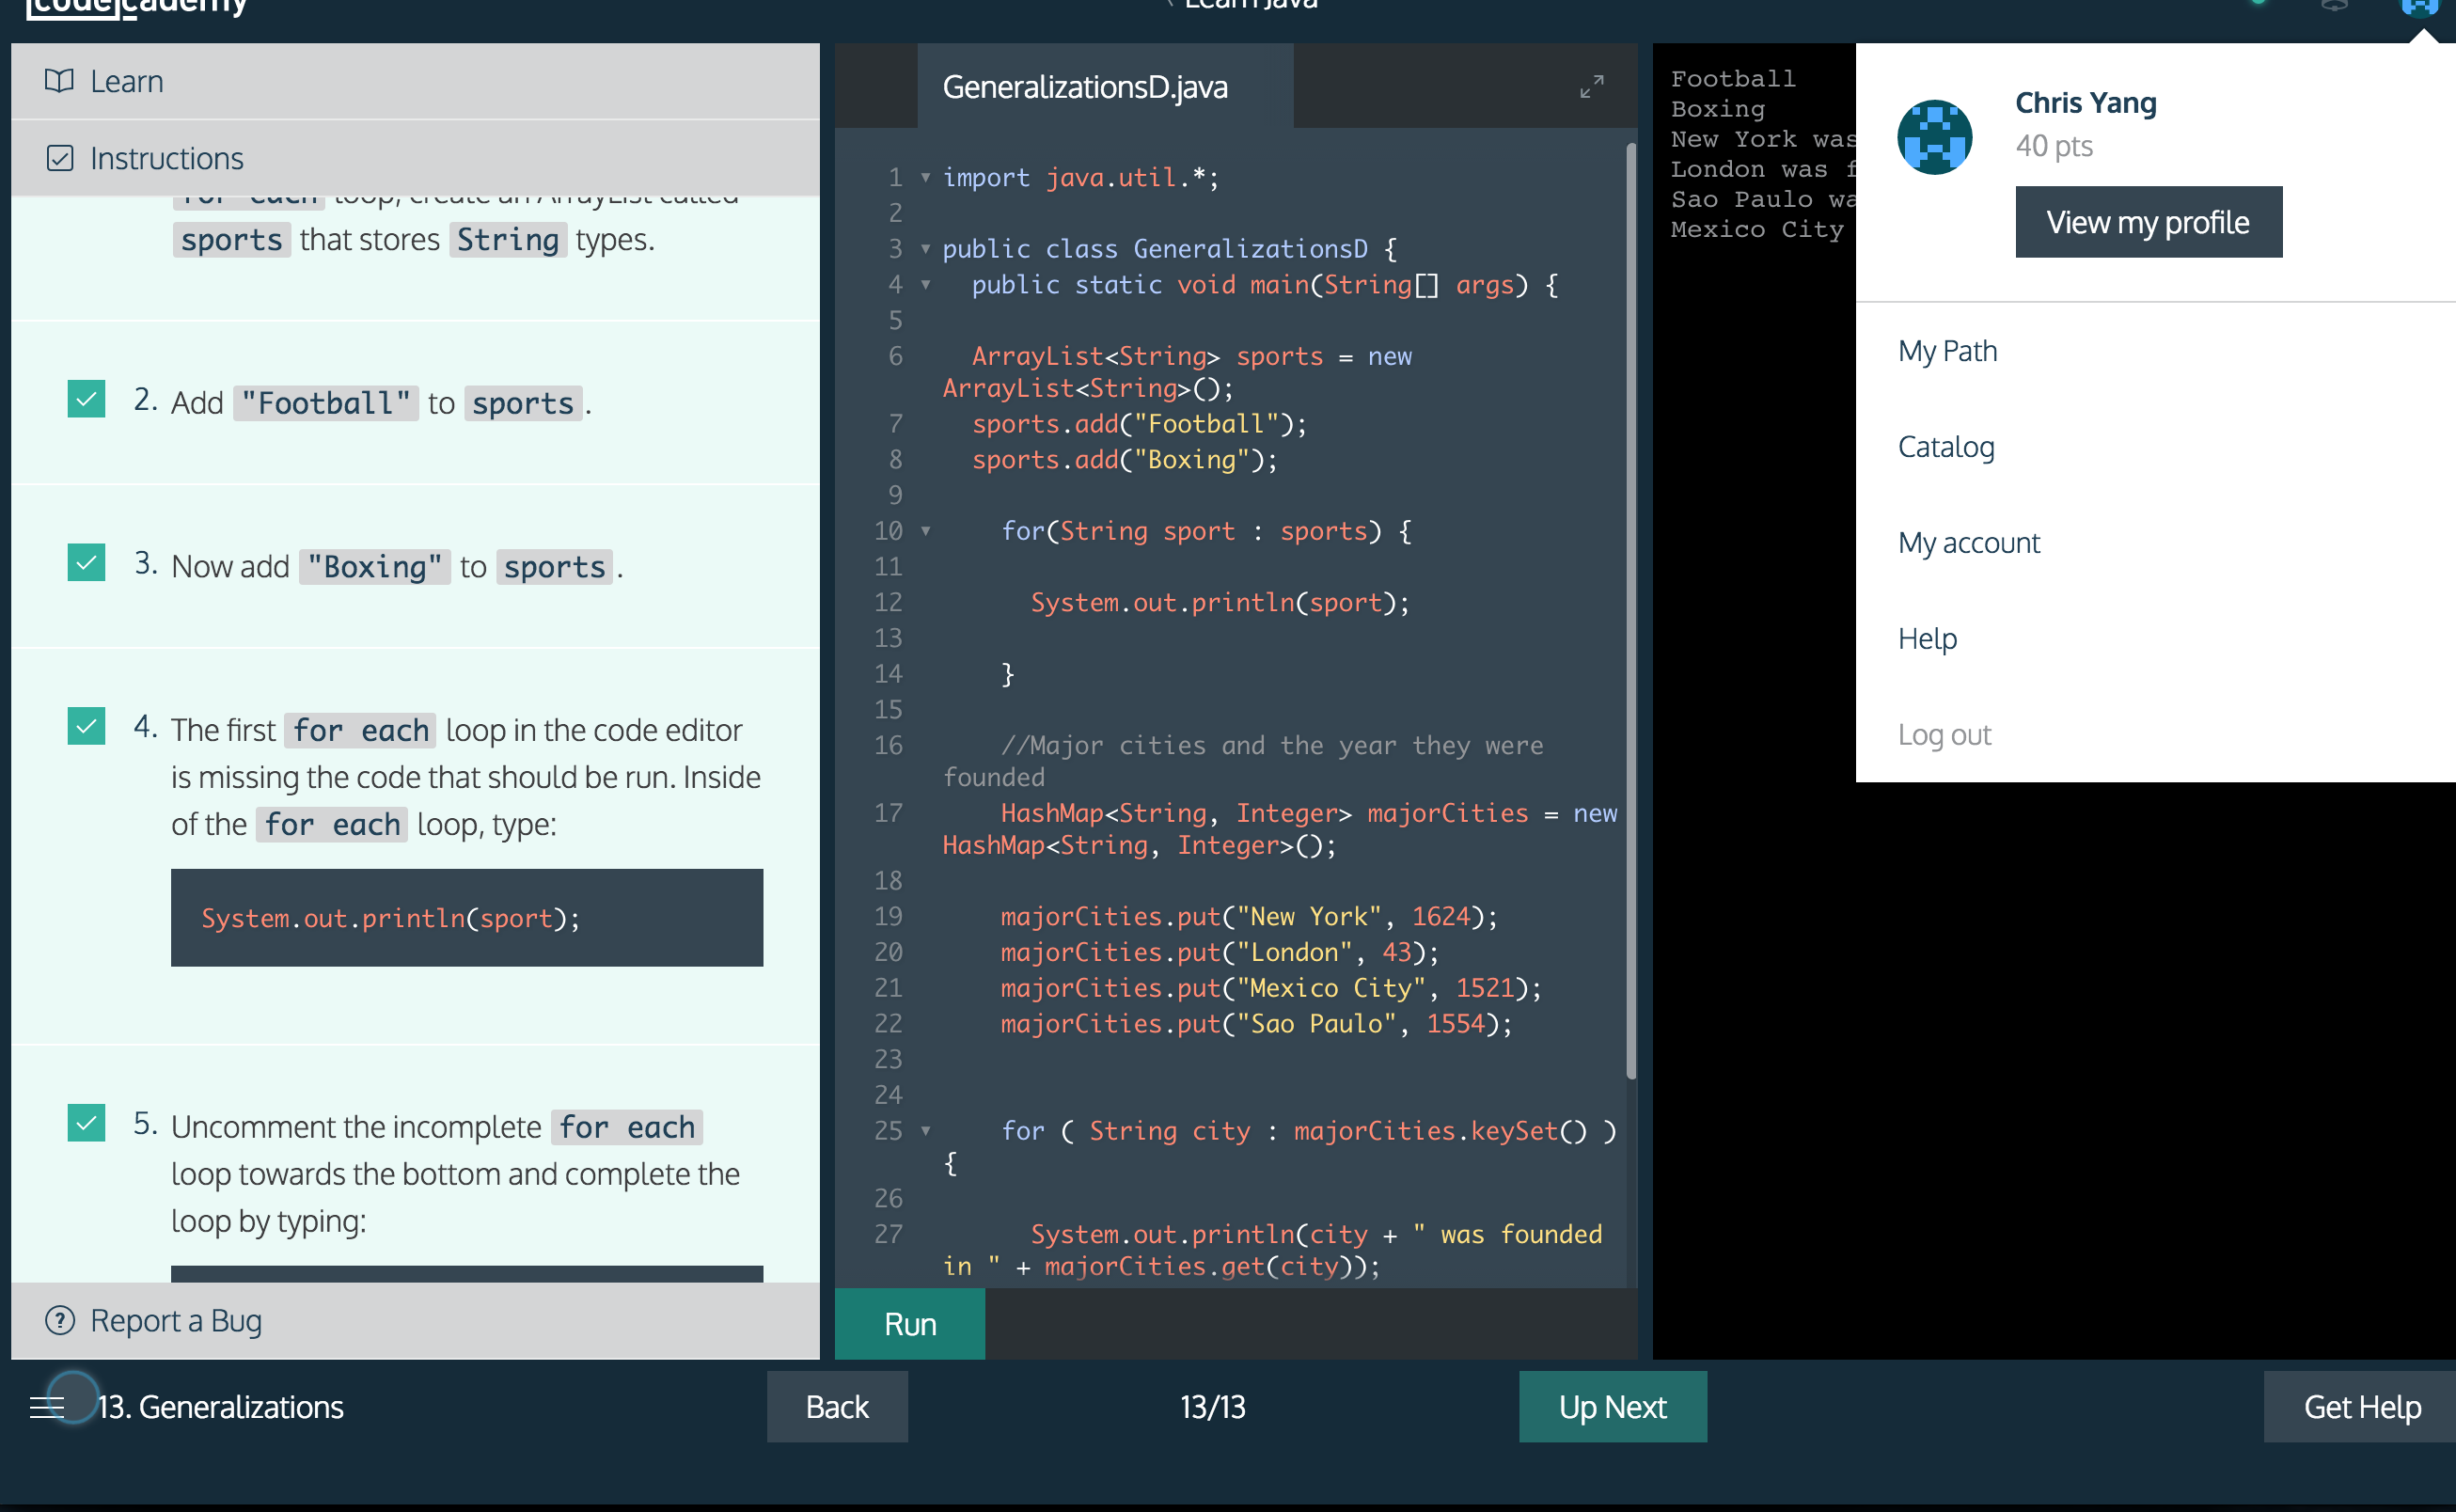 codecademy
Learn Java
Learn
Instructions
for each loop, create an ArrayList called
sports that stores String types.
2. Add "Football" to sports.
3. Now add "Boxing" to sports.
4. The first for each loop in the code editor
is missing the code that should be run. Inside
of the for each loop, type:
System.out.println(sport);
5. Uncomment the incomplete for each
loop towards the bottom and complete the
loop by typing:
Report a Bug
GeneralizationsD.java
1 import java.util.*;
2
3 public class GeneralizationsD {
4 public static void main(String[] args) {
5
6 ArrayList<String> sports = new
ArrayList<String>();
7 sports.add("Football");
8 sports.add("Boxing");
9
10 for(String sport : sports) {
11
12 System.out.println(sport);
13
14 }
15
16 //Major cities and the year they were
founded
17 HashMap<String, Integer> majorCities = new
HashMap<String, Integer>();
18
19 majorCities.put("New York", 1624);
20 majorCities.put("London", 43);
21 majorCities.put("Mexico City", 1521);
22 majorCities.put("Sao Paulo", 1554);
23
24
25 for ( String city : majorCities.keySet() )
{
26
27 System.out.println(city + " was founded
in " + majorCities.get(city));
Run
Football
Boxing
New York was
London was f
Sao Paulo wa
Mexico City
Chris Yang
40 pts
View my profile
My Path
Catalog
My account
Help
Log out
13. Generalizations
Back
13/13
Up Next
Get Help